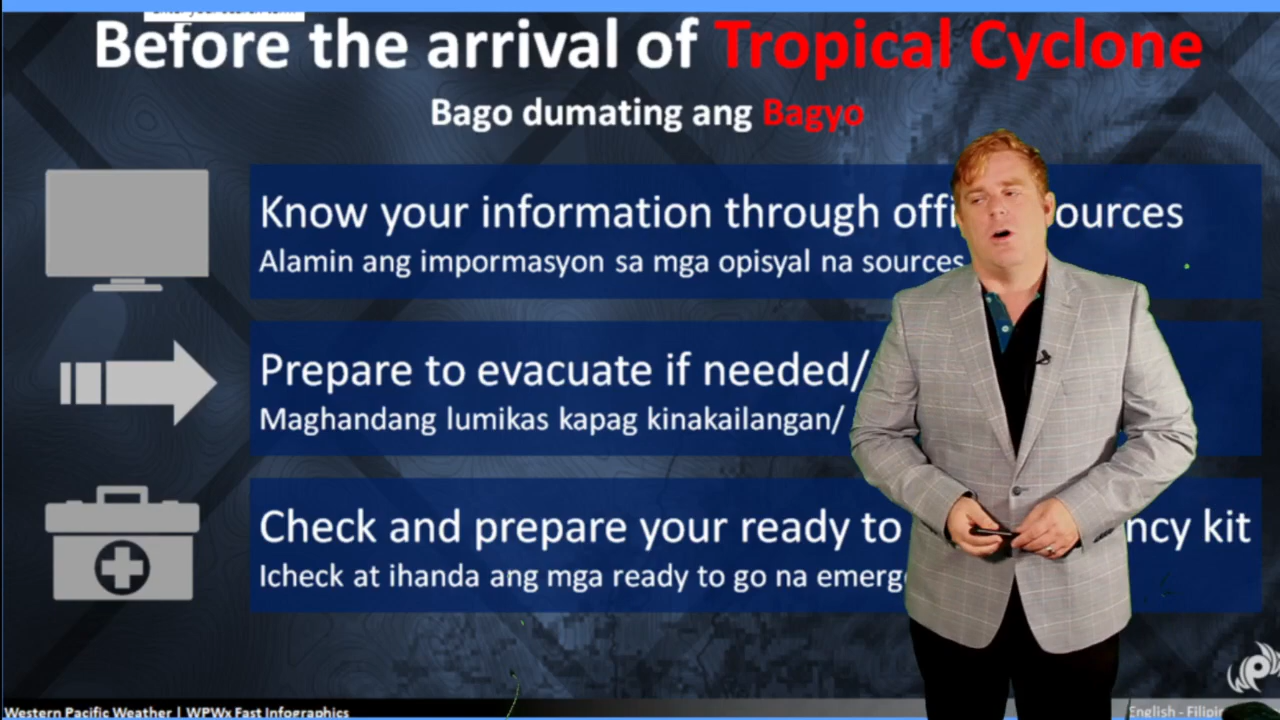 Before the arrival of Tropical Cyclone
Bago dumating ang Bagyo
Know your information through offi ources
Alamin ang impormasyon sa mga opisyal na sources
Prepare to evacuate if needed/
Maghandang lumikas kapag kinakailangan/
Check and prepare your ready to ncy kit
Icheck at ihanda ang mga ready to go na emerg
Western Pacific Weather | WPWx Fast Infographics
English - Filip